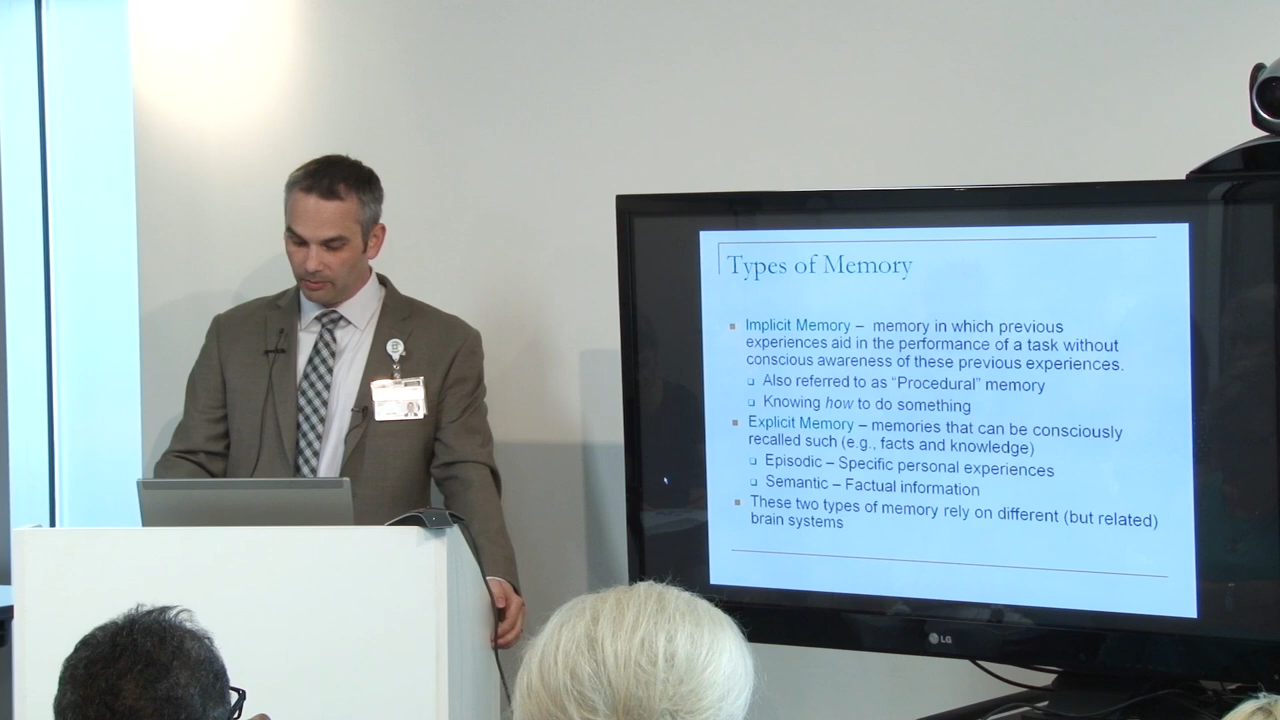 Types of Memory
Implicit Memory – memory in which previous
experiences aid in the performance of a task without
conscious awareness of these previous experiences.
Also referred to as “Procedural” memory
Knowing how to do something
Explicit Memory – memories that can be consciously
recalled such (e.g., facts and knowledge)
Episodic – Specific personal experiences
Semantic – Factual information
These two types of memory rely on different (but related)
brain systems
LG